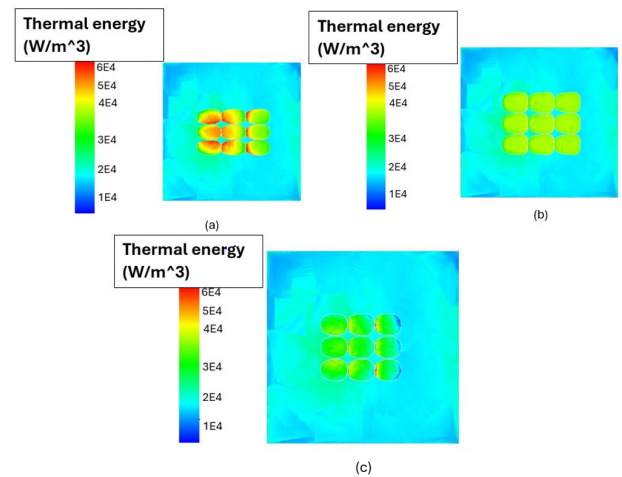 Thermal energy
(W/m^3)
6E4
5E4
4E4
3E4
2E4
1E4
(a)
Thermal energy
(W/m^3)
6E4
5E4
4E4
3E4
2E4
1E4
(b)
Thermal energy
(W/m^3)
6E4
5E4
4E4
3E4
2E4
1E4
(c)